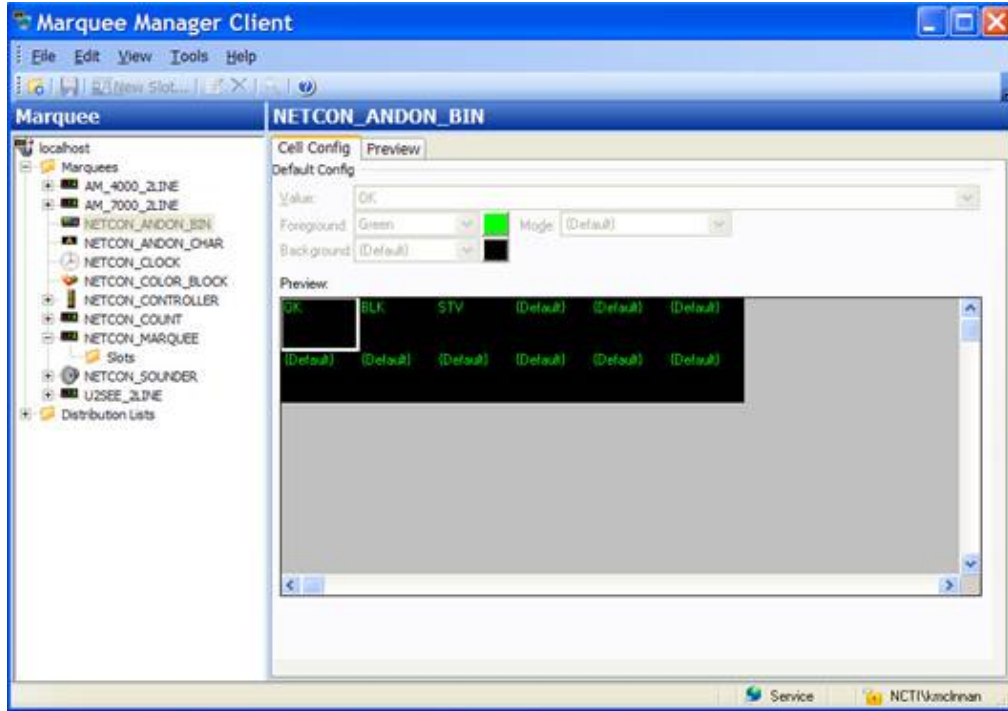 Marquee Manager Client
File Edit View Tools Help
New Slot...
Marquee
NETCON_ANDON_BIN
localhost
Marquees
AM_4000_2LINE
AM_7000_2LINE
NETCON_ANDON_BIN
NETCON_ANDON_CHAR
NETCON_CLOCK
NETCON_COLOR_BLOCK
NETCON_CONTROLLER
NETCON_COUNT
NETCON_MARQUEE
Slots
NETCON_SOUNDER
U2SEE_2LINE
Distribution Lists
Cell Config Preview
Default Config
Value: OK
Foreground: Green Mode: (Default)
Background: (Default)
Preview:
OK BLK STV (Default) (Default) (Default)
(Default) (Default) (Default) (Default) (Default) (Default)
Service